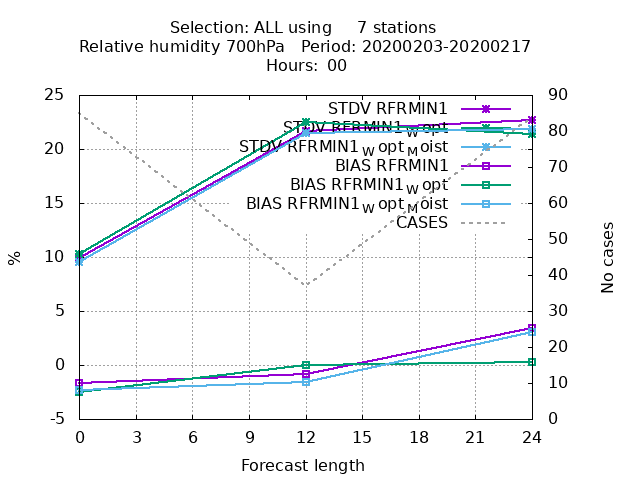 Selection: ALL using 7 stations
Relative humidity 700hPa Period: 20200203-20200217
Hours: 00
25
20
15
10
5
0
-5
%
STDV RFRMIN1
STDV RFRMIN1_W opt
STDV RFRMIN1_W opt_M oist
BIAS RFRMIN1
BIAS RFRMIN1_W opt
BIAS RFRMIN1_W opt_M oist
CASES
90
80
70
60
50
40
30
20
10
0
No cases
0 3 6 9 12 15 18 21 24
Forecast length